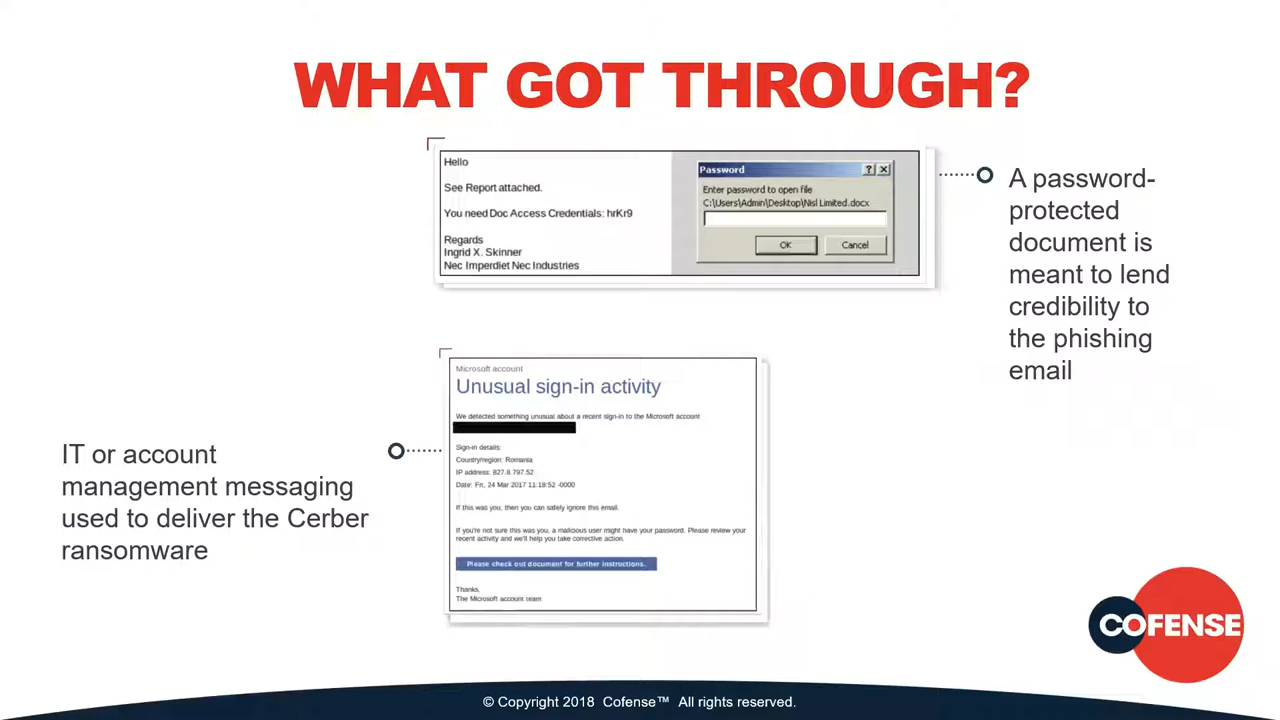 WHAT GOT THROUGH?
Hello
See Report attached.
You need Doc Access Credentials: hrKr9
Regards
Ingrid X. Skinner
Nec Imperdiet Nec Industries
Password
Enter password to open file
C:\Users\Admin\Desktop\Nisl Limited.docx
OK
Cancel
A password-
protected
document is
meant to lend
credibility to
the phishing
email
IT or account
management messaging
used to deliver the Cerber
ransomware
Microsoft account
Unusual sign-in activity
We detected something unusual about a recent sign-in to the Microsoft account
Sign-in details:
Country/region: Romania
IP address: 827.8.797.52
Date: Fri, 24 Mar 2017 11:18:52 -0000
If this was you, then you can safely ignore this email.
If you're not sure this was you, a malicious user might have your password. Please review your
recent activity and we'll help you take corrective action.
Please check out document for further instructions.
Thanks,
The Microsoft account team
COFENSE
© Copyright 2018 Cofense™ All rights reserved.